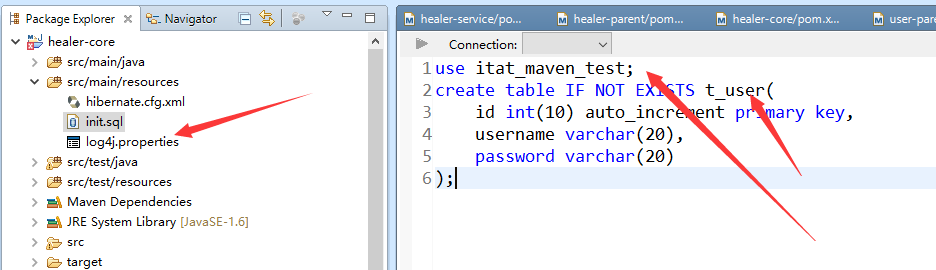 Package Explorer
Navigator
healer-core
src/main/java
src/main/resources
hibernate.cfg.xml
init.sql
log4j.properties
src/test/java
src/test/resources
Maven Dependencies
JRE System Library [JavaSE-1.6]
src
target
healer-service/po...
healer-parent/pom...
healer-core/pom.x...
user-par
Connection:
1 use itat_maven_test;
2 create table IF NOT EXISTS t_user(
3 id int(10) auto_increment primary key,
4 username varchar(20),
5 password varchar(20)
6 );